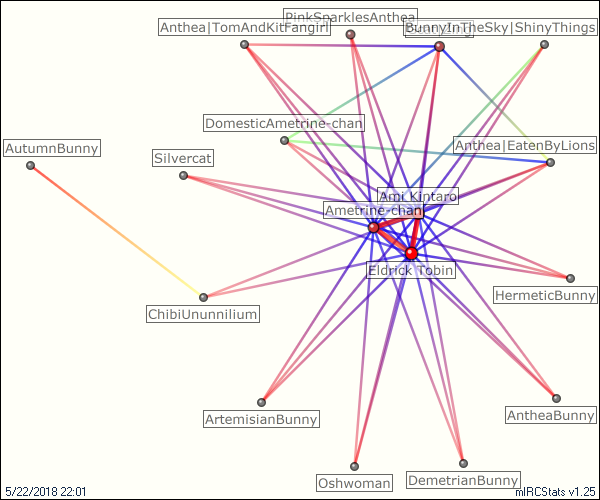 PinkSparklesAnthea
Anthea|TomAndKitFangirl
BunnyInTheSky|ShinyThings
DomesticAmetrine-chan
AutumnBunny
Silvercat
Anthea|EatenByLions
Ami Kintaro
Ametrine-chan
Eldrick Tobin
HermeticBunny
ChibiUnunnilium
ArtemisianBunny
AntheaBunny
Oshwoman
DemetrianBunny
5/22/2018 22:01
mIRCStats v1.25